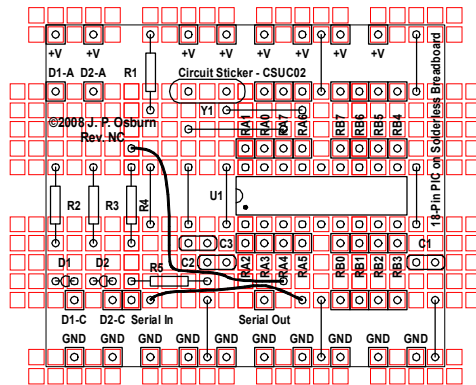 +V +V +V +V +V +V +V +V
D1-A D2-A R1 Circuit Sticker - CSUC02
Y1
©2008 J. P. Osburn
Rev. NC
RA1 RA0 RA7 RA6 RB7 RB6 RB5 RB4
18-Pin PIC on Solderless Breadboard
U1
R2 R3 R4
C3
C2 C1
RA2 RA3 RA4 RA5 RB0 RB1 RB2 RB3
D1 D2 R5
D1-C D2-C Serial In Serial Out
GND GND GND GND GND GND GND GND GND GND